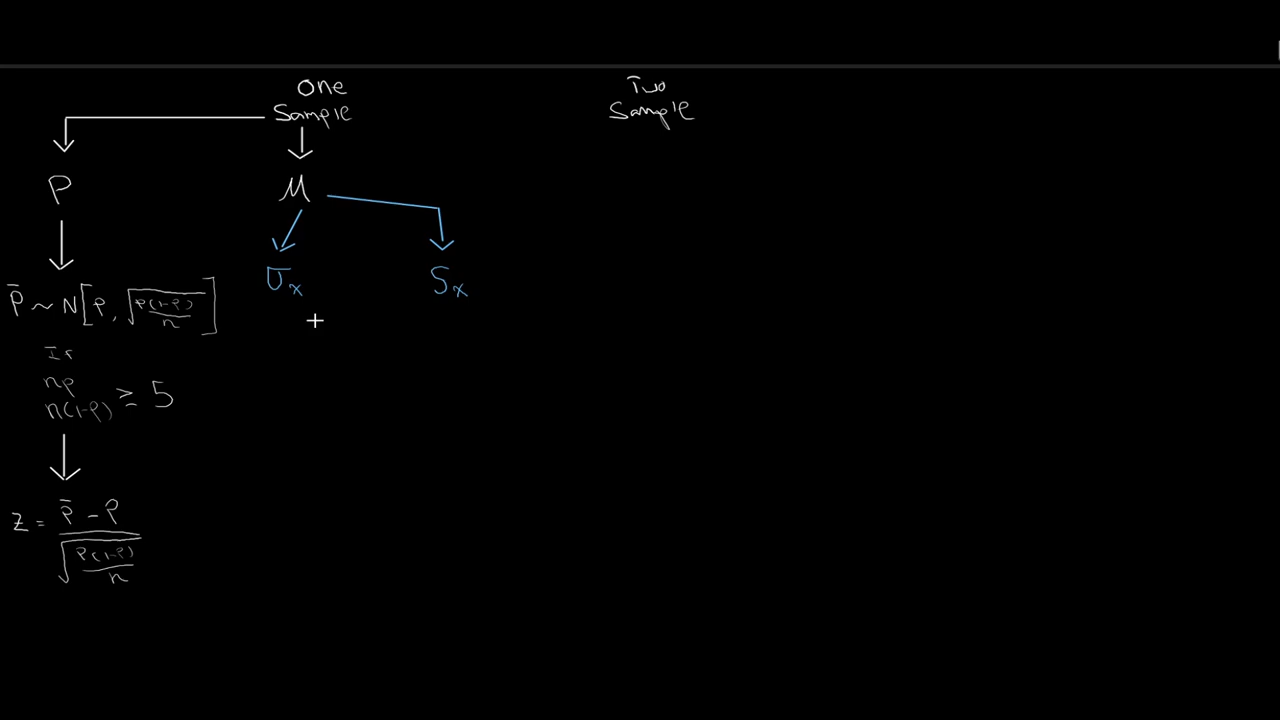 One
Sample
Two
Sample
P
μ
σx
Sx
p̄ ~ N[p, √(p(1-p)/n)]
If
np
n(1-p) ≥ 5
z = (p̄ - p)/√(p(1-p)/n)